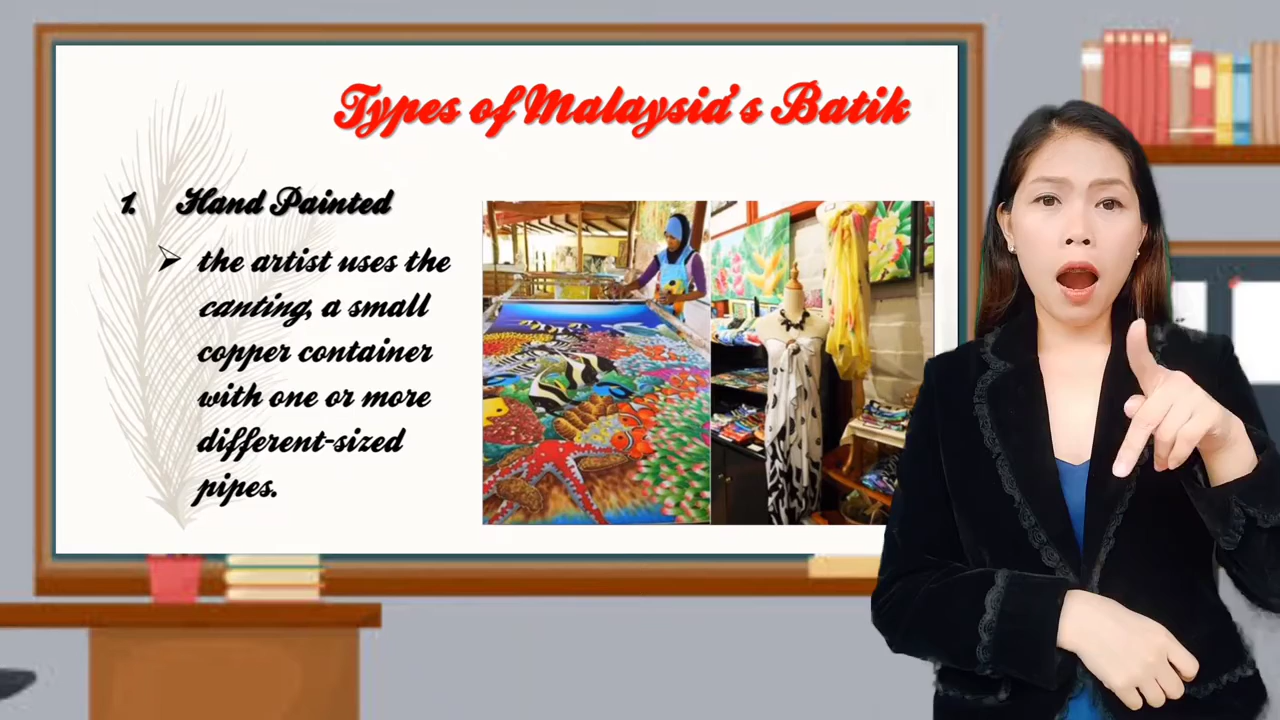 Types of Malaysia's Batik
1. Hand Painted
➢ the artist uses the
canting, a small
copper container
with one or more
different-sized
pipes.